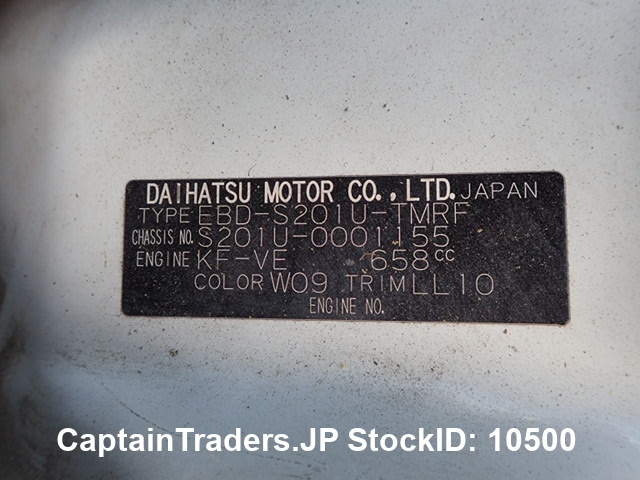 DAIHATSU MOTOR CO., LTD. JAPAN
TYPE EBD-S201U-TMRF
CHASSIS NO. S201U-0001155
ENGINE KF-VE 658cc
COLOR W09 TRIM LL10
ENGINE NO.
CaptainTraders.JP StockID: 10500